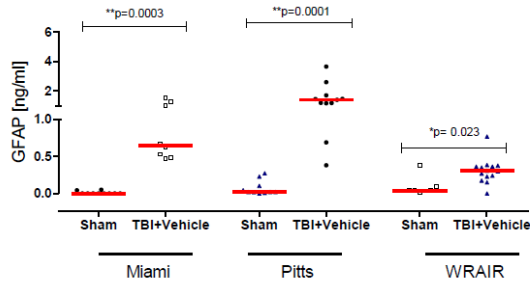 **p=0.0003
**p=0.0001
GFAP [ng/ml]
6
4
2
1.0
0.5
0.0
*p= 0.023
Sham TBI+Vehicle Sham TBI+Vehicle Sham TBI+Vehicle
Miami Pitts WRAIR